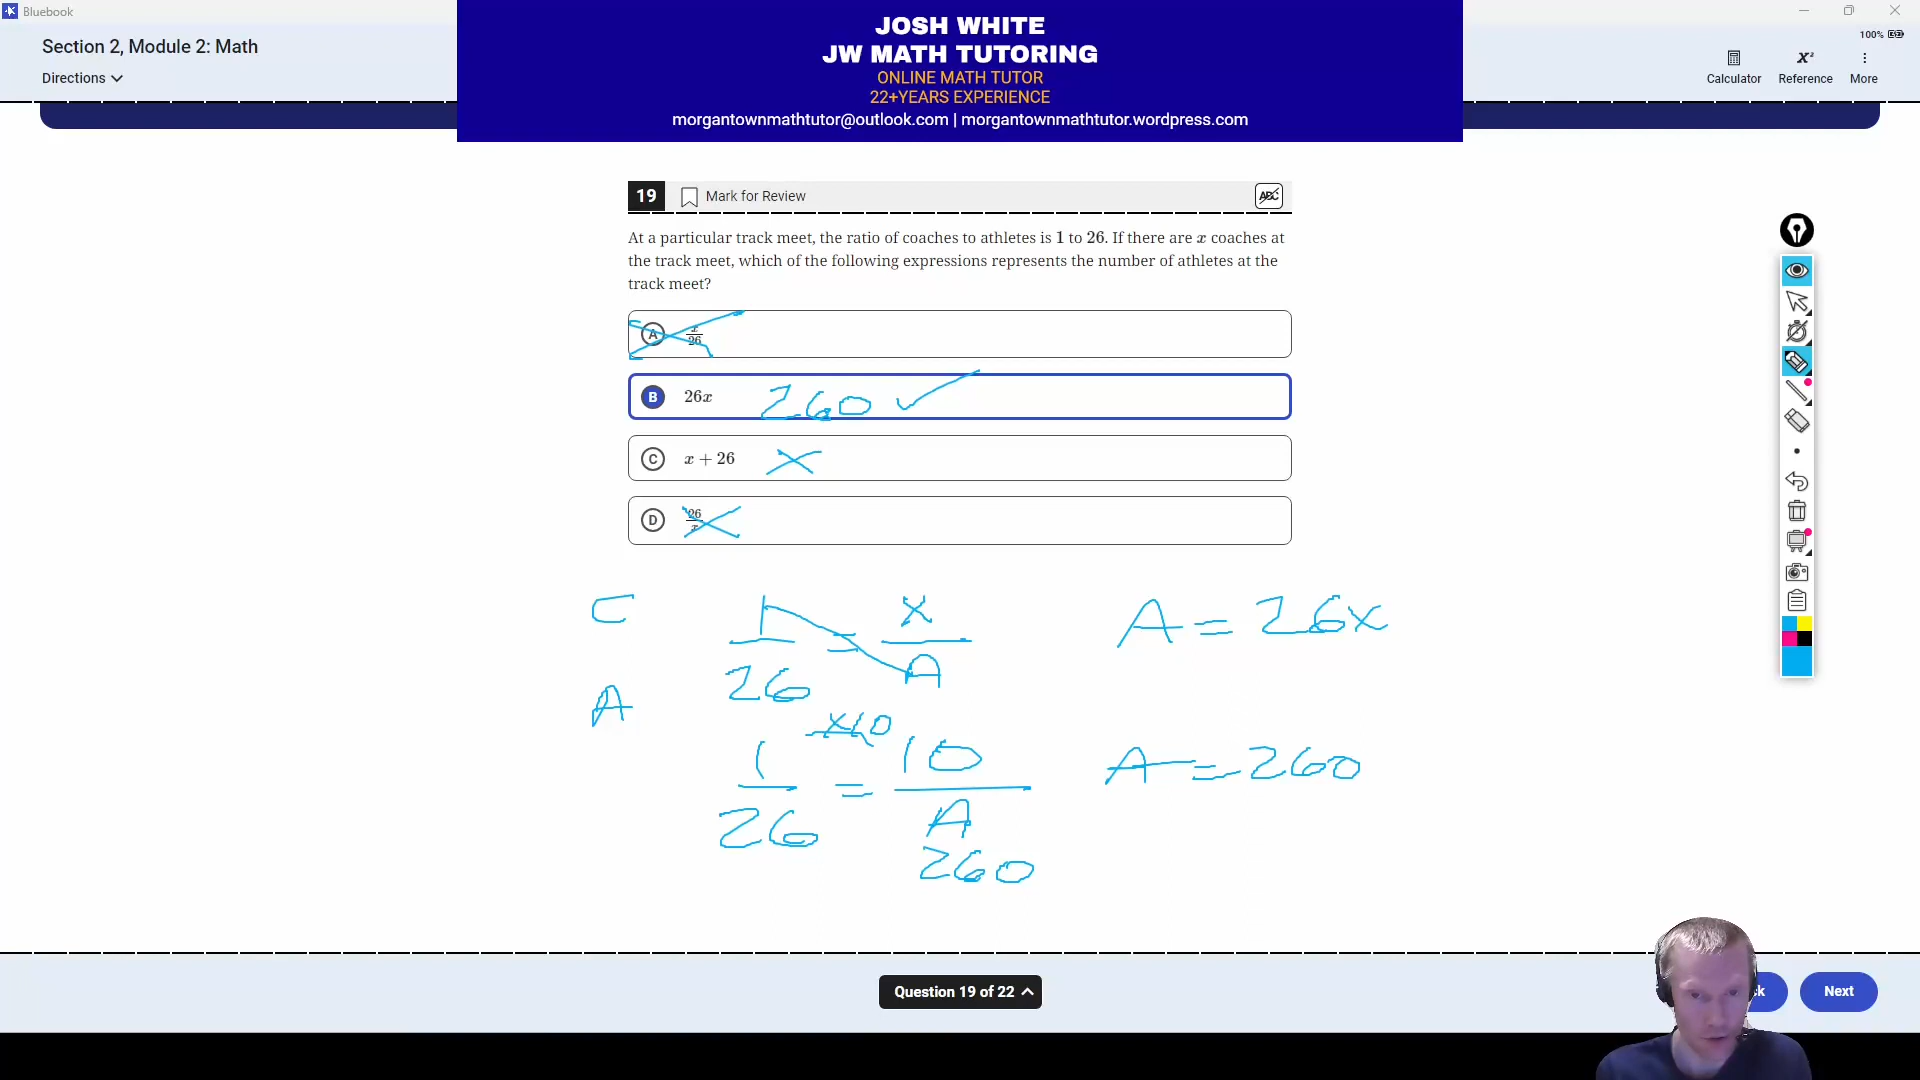 Bluebook
Section 2, Module 2: Math
Directions
JOSH WHITE
JW MATH TUTORING
ONLINE MATH TUTOR
22+YEARS EXPERIENCE
morgantownmathtutor@outlook.com | morgantownmathtutor.wordpress.com
100%
Calculator
Reference
More
19 Mark for Review ABC
At a particular track meet, the ratio of coaches to athletes is 1 to 26. If there are x coaches at
the track meet, which of the following expressions represents the number of athletes at the
track meet?
A x/26
B 26x 260 ✓
C x + 26
D 26/x
C 1/26 = x/A A = 26x
A
x10
1/26 = 10/A A = 260
260
Question 19 of 22
Next